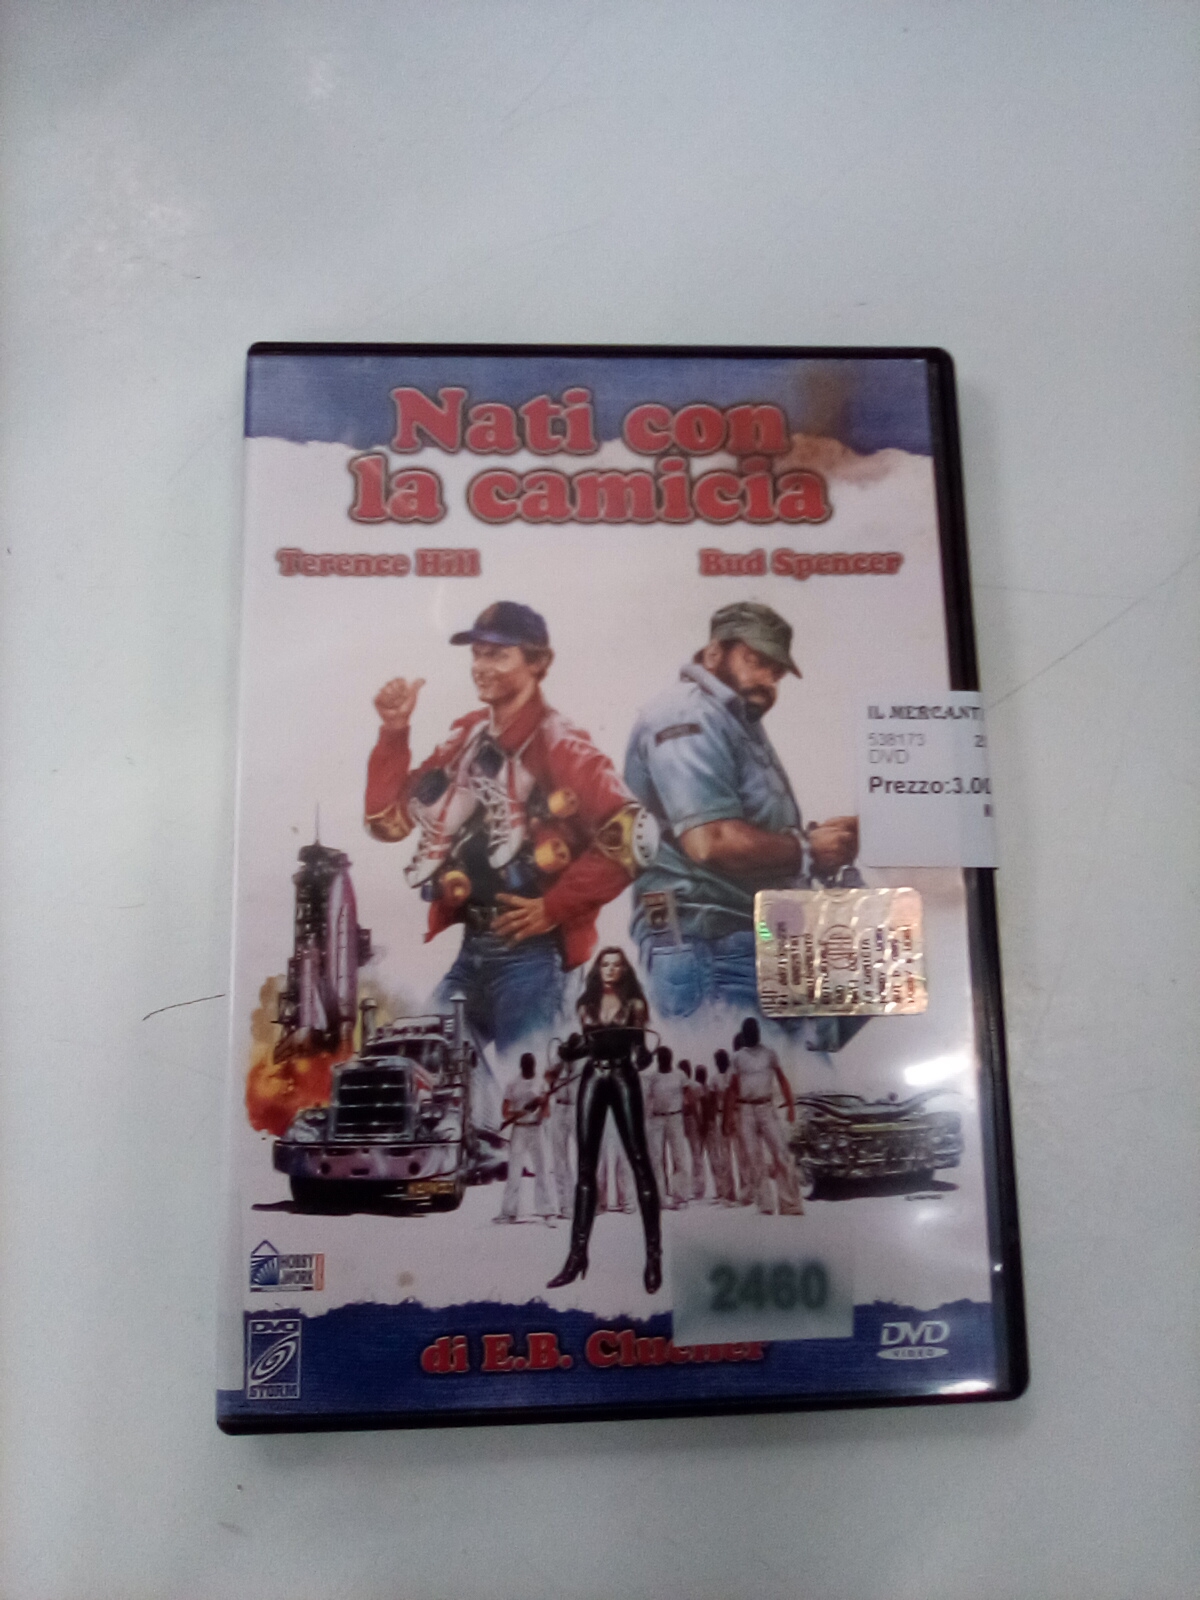 Nati con
la camicia
Terence Hill
Bud Spencer
IL MERCANT
538173
DVD
Prezzo:3.00
HOBBY
WORK
2460
di E.B. Clucher
DVD
VIDEO
DVD
STORM